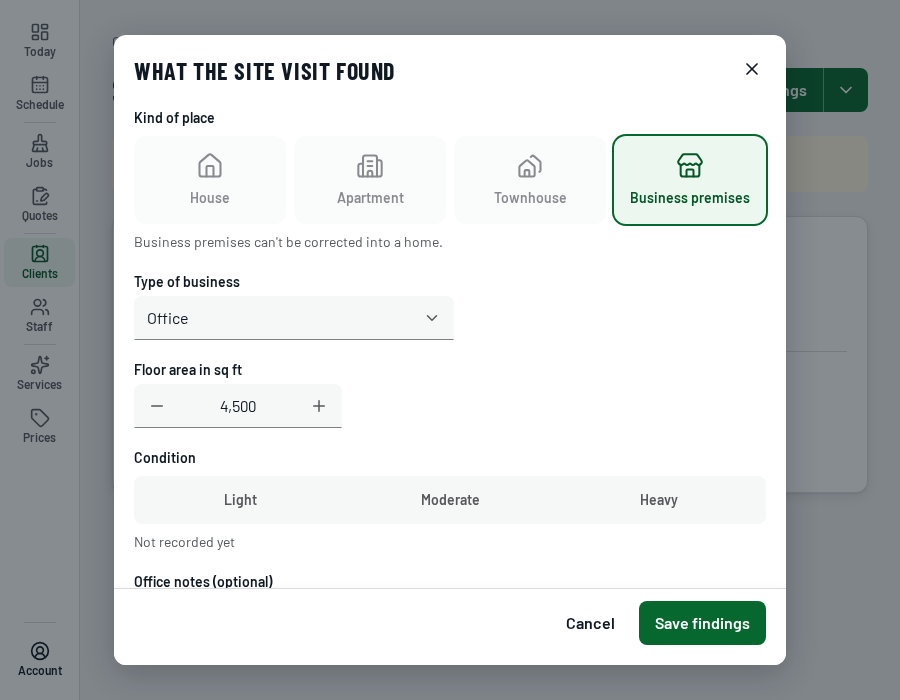 Today
Schedule
Jobs
Quotes
Clients
Staff
Services
Prices
Account
WHAT THE SITE VISIT FOUND
Kind of place
House
Apartment
Townhouse
Business premises
Business premises can't be corrected into a home.
Type of business
Office
Floor area in sq ft
4,500
Condition
Light
Moderate
Heavy
Not recorded yet
Office notes (optional)
Cancel
Save findings